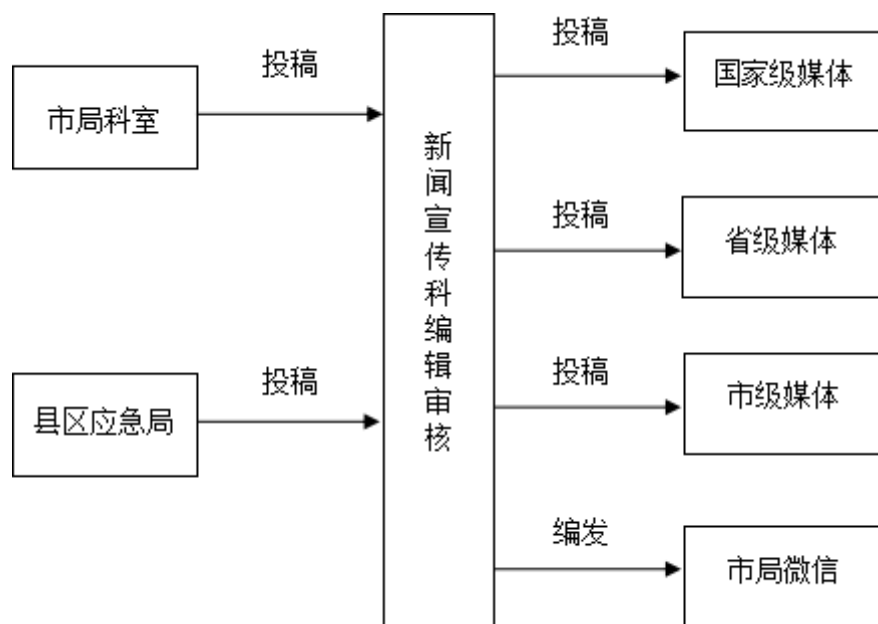 市局科室
投稿
县区应急局
投稿
新闻宣传科编辑审核
投稿
国家级媒体
投稿
省级媒体
投稿
市级媒体
编发
市局微信